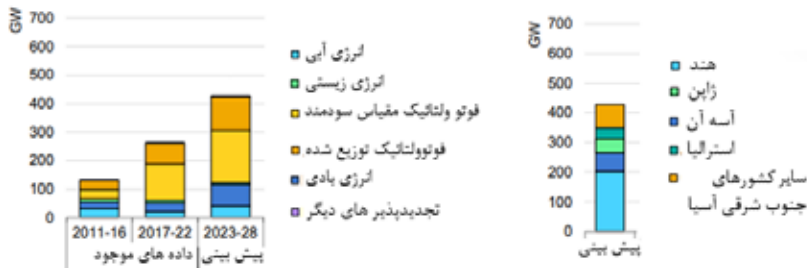 GW
700
600
500
400
300
200
100
0
2011-16 2017-22 2023-28
داده های موجود پیش بینی
انرژی آبی
انرژی زیستی
فوتو ولتائیک مقیاس سودمند
فوتوولتائیک توزیع شده
انرژی بادی
تجدیدپذیر های دیگر
GW
700
600
500
400
300
200
100
0
پیش بینی
هند
ژاپن
آسه آن
استرالیا
سایر کشورهای
جنوب شرقی آسیا